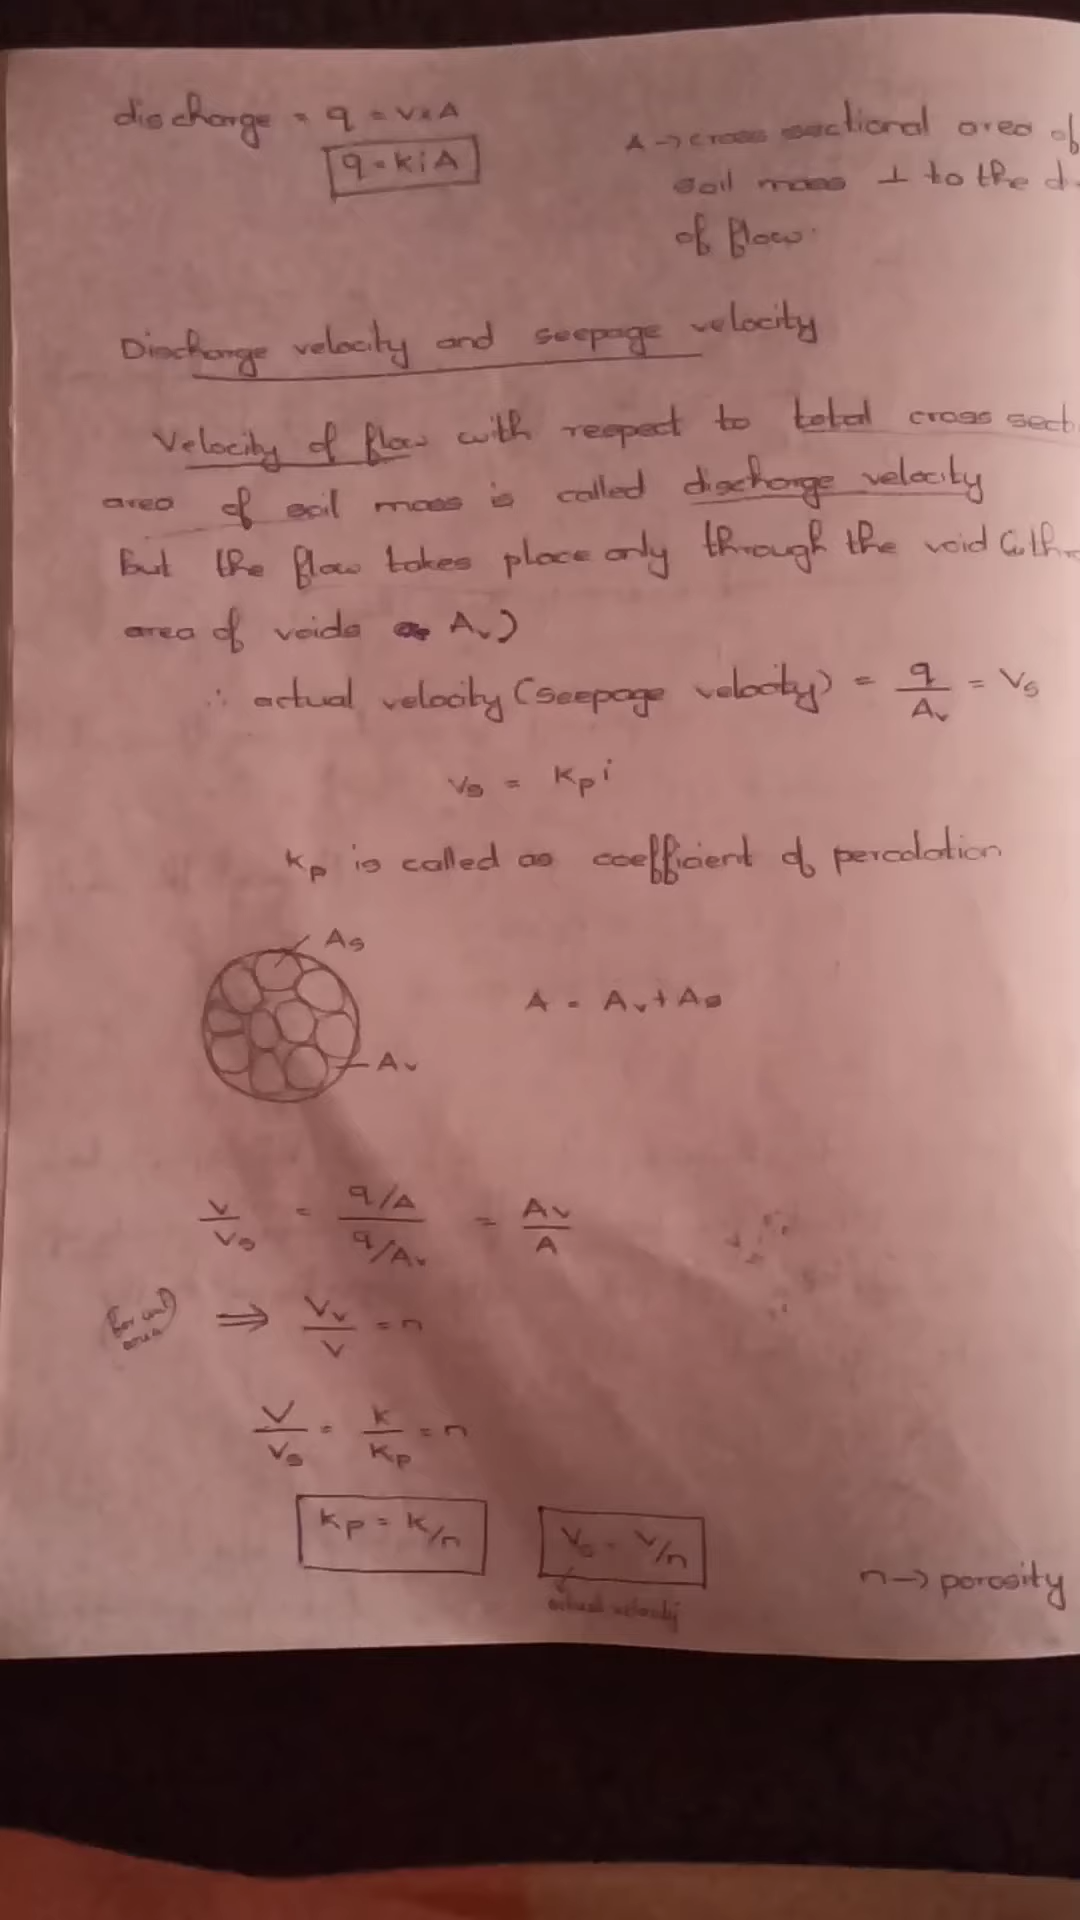 discharge = q = v x A
q = kiA
A → cross sectional area of
soil mass ⊥ to the d
of flow.
Discharge velocity and seepage velocity
Velocity of flow with respect to total cross secti
area of soil mass is called discharge velocity
But the flow takes place only through the void (
area of voids Av)
∴ actual velocity (seepage velocity) = q/Av = Vs
Vs = Kp i
Kp is called as coefficient of percolation
As
A = Av + As
Av
V/Vs = (q/A)/(q/Av) = Av/A
area ⇒ Vv/V = n
V/Vs = K/Kp = n
Kp = K/n
Vs = V/n
n → porosity
actual velocity